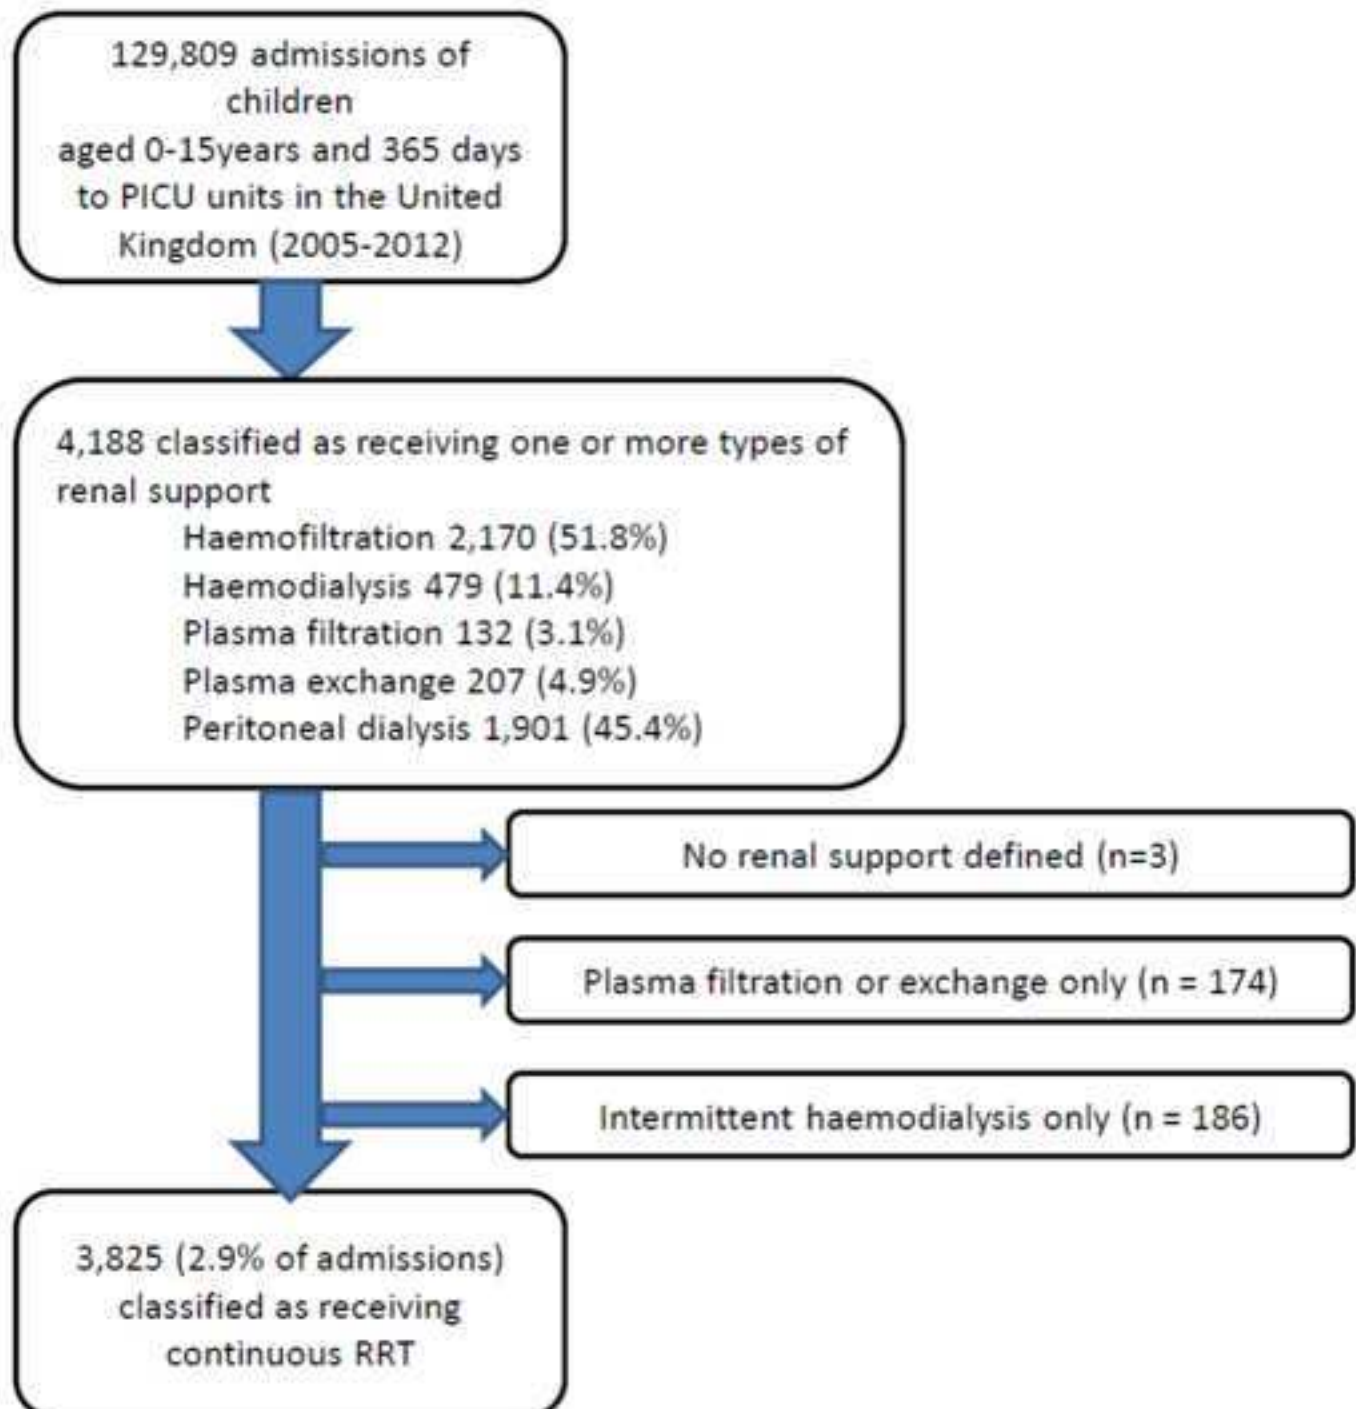 129,809 admissions of
children
aged 0-15years and 365 days
to PICU units in the United
Kingdom (2005-2012)
4,188 classified as receiving one or more types of
renal support
Haemofiltration 2,170 (51.8%)
Haemodialysis 479 (11.4%)
Plasma filtration 132 (3.1%)
Plasma exchange 207 (4.9%)
Peritoneal dialysis 1,901 (45.4%)
No renal support defined (n=3)
Plasma filtration or exchange only (n = 174)
Intermittent haemodialysis only (n = 186)
3,825 (2.9% of admissions)
classified as receiving
continuous RRT